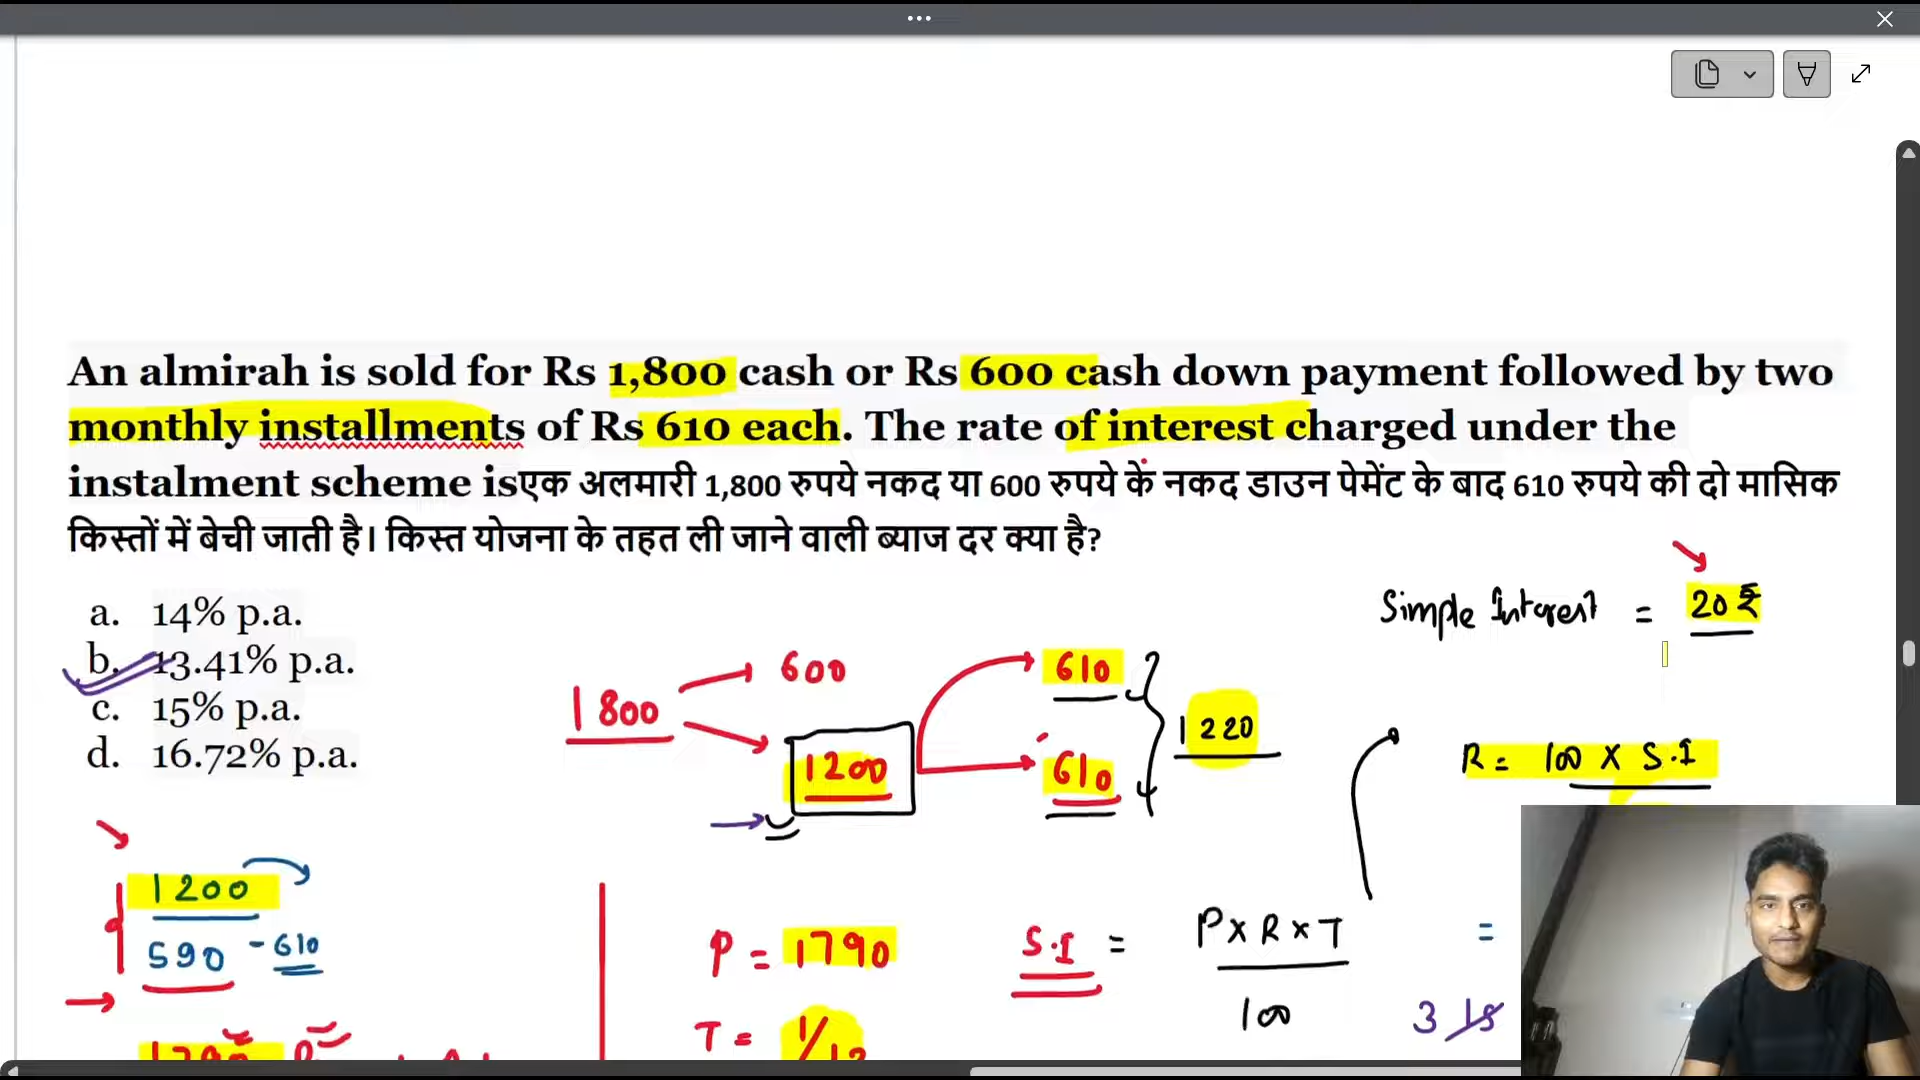 An almirah is sold for Rs 1,800 cash or Rs 600 cash down payment followed by two
monthly installments of Rs 610 each. The rate of interest charged under the
instalment scheme isएक अलमारी 1,800 रुपये नकद या 600 रुपये के नकद डाउन पेमेंट के बाद 610 रुपये की दो मासिक
किस्तों में बेची जाती है। किस्त योजना के तहत ली जाने वाली ब्याज दर क्या है?
a. 14% p.a.
b. 13.41% p.a.
c. 15% p.a.
d. 16.72% p.a.
Simple Interest = 20 ₹
1800
600
1200
610
610
1220
R = 100 X S.I
1200
590 - 610
P = 1790
T = 1/12
S.I = P x R x T
100
=
3 15
1790